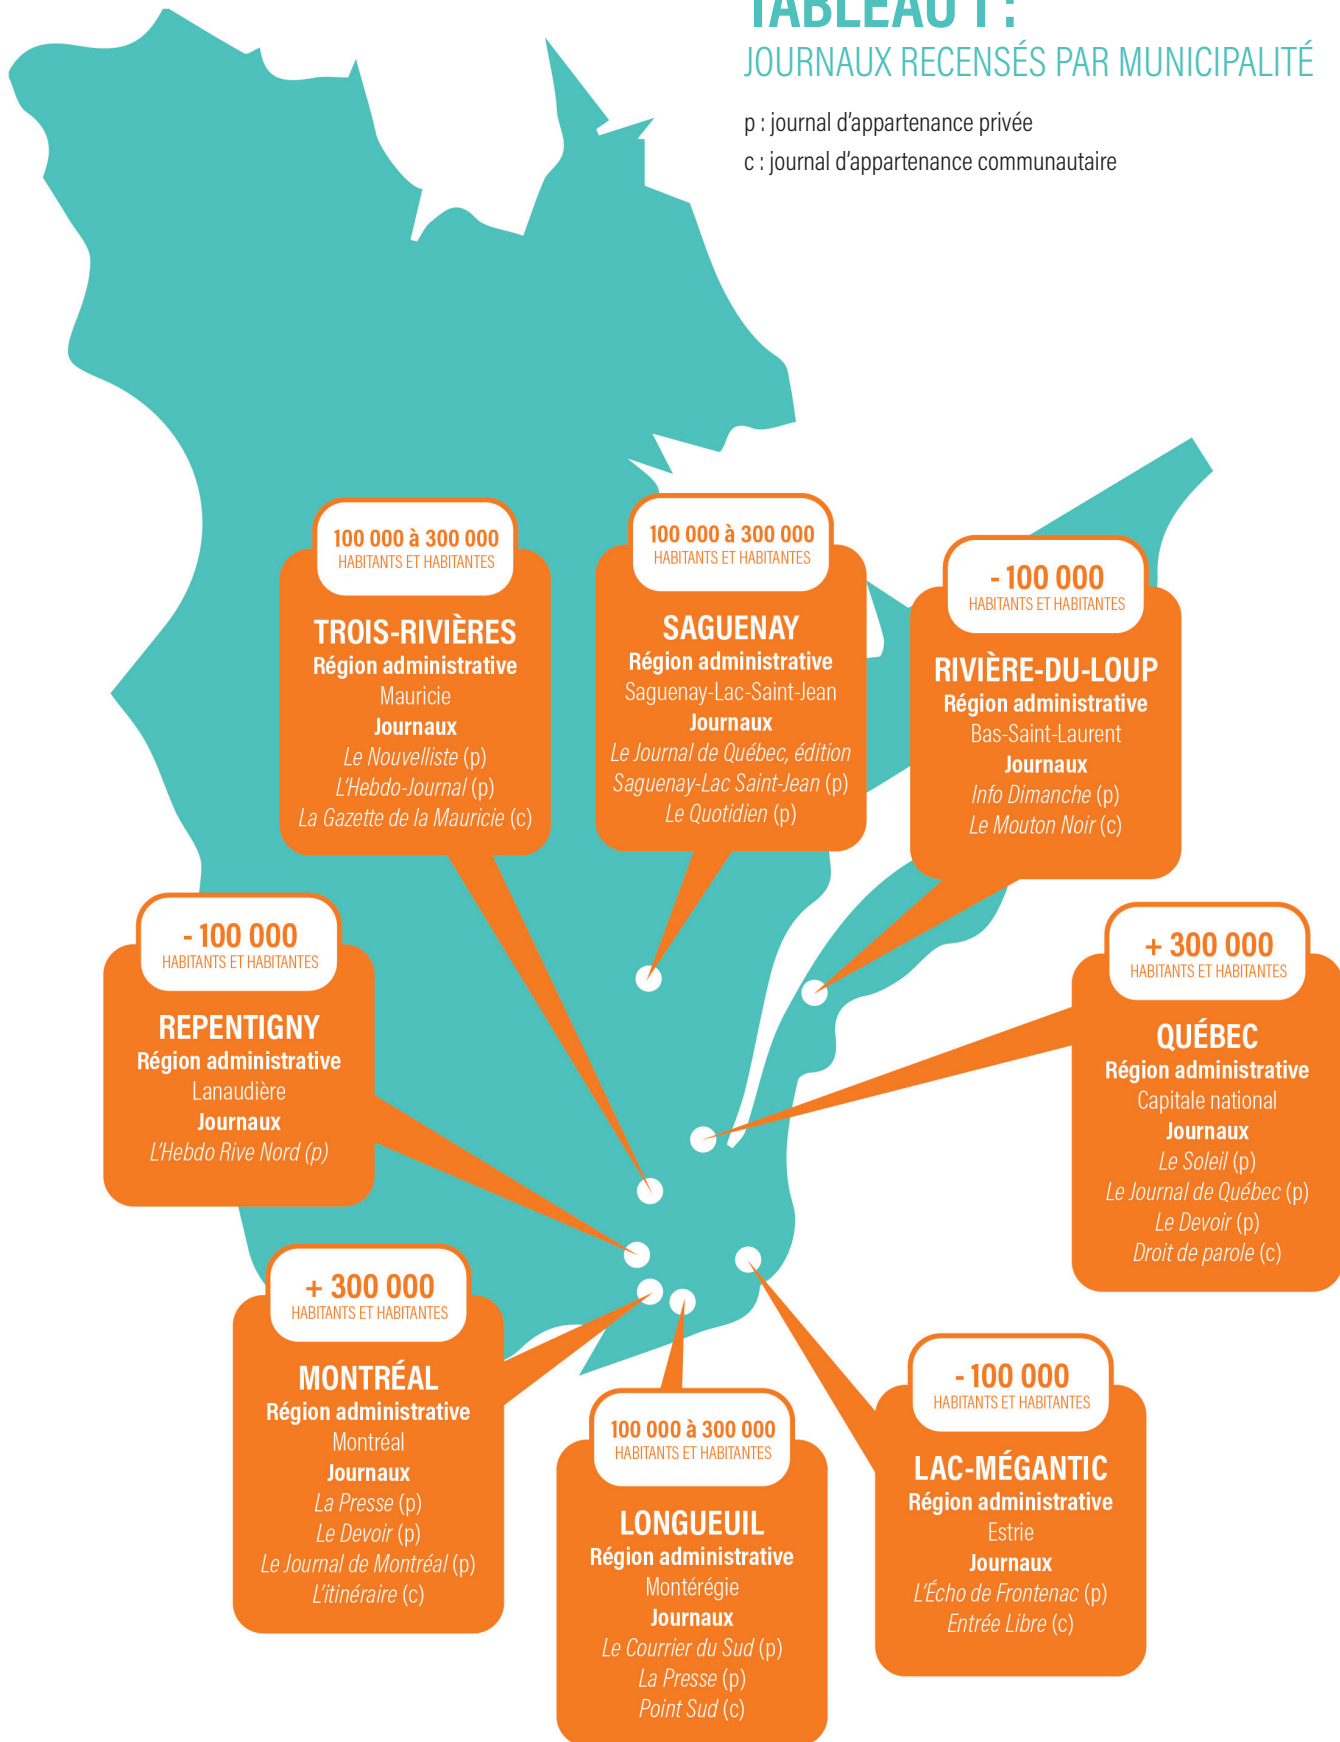 TABLEAU 1 :
JOURNAUX RECENSÉS PAR MUNICIPALITÉ
p : journal d'appartenance privée
c : journal d'appartenance communautaire
100 000 à 300 000
HABITANTS ET HABITANTES
TROIS-RIVIÈRES
Région administrative
Mauricie
Journaux
Le Nouvelliste (p)
L'Hebdo-Journal (p)
La Gazette de la Mauricie (c)
100 000 à 300 000
HABITANTS ET HABITANTES
SAGUENAY
Région administrative
Saguenay-Lac-Saint-Jean
Journaux
Le Journal de Québec, édition
Saguenay-Lac Saint-Jean (p)
Le Quotidien (p)
- 100 000
HABITANTS ET HABITANTES
RIVIÈRE-DU-LOUP
Région administrative
Bas-Saint-Laurent
Journaux
Info Dimanche (p)
Le Mouton Noir (c)
- 100 000
HABITANTS ET HABITANTES
REPENTIGNY
Région administrative
Lanaudière
Journaux
L'Hebdo Rive Nord (p)
+ 300 000
HABITANTS ET HABITANTES
QUÉBEC
Région administrative
Capitale national
Journaux
Le Soleil (p)
Le Journal de Québec (p)
Le Devoir (p)
Droit de parole (c)
+ 300 000
HABITANTS ET HABITANTES
MONTRÉAL
Région administrative
Montréal
Journaux
La Presse (p)
Le Devoir (p)
Le Journal de Montréal (p)
L'itinéraire (c)
100 000 à 300 000
HABITANTS ET HABITANTES
LONGUEUIL
Région administrative
Montérégie
Journaux
Le Courrier du Sud (p)
La Presse (p)
Point Sud (c)
- 100 000
HABITANTS ET HABITANTES
LAC-MÉGANTIC
Région administrative
Estrie
Journaux
L'Écho de Frontenac (p)
Entrée Libre (c)